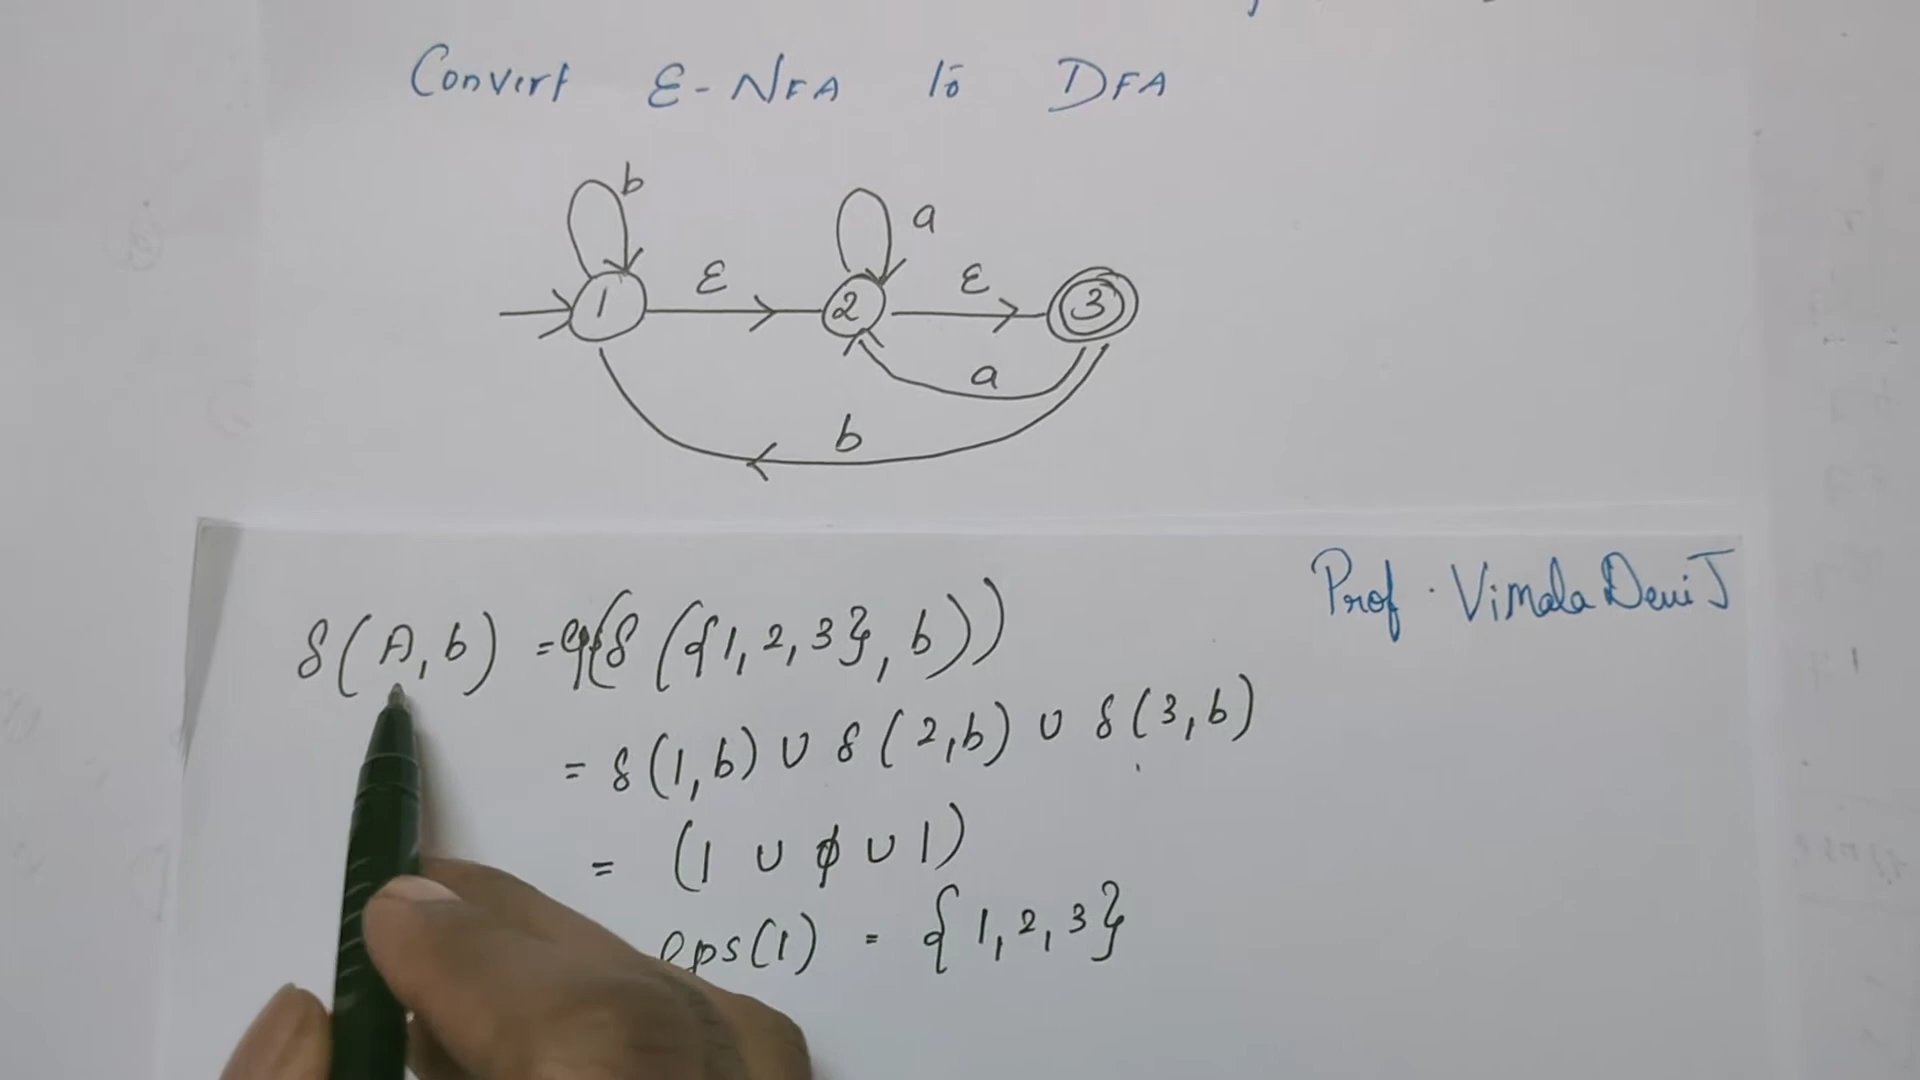 Convert ε-NFA to DFA
b
a
ε
ε
1
2
3
a
b
Prof. Vimala Devi J
δ(A,b) = (δ({1,2,3}, b))
= δ(1,b) ∪ δ(2,b) ∪ δ(3,b)
= (1 ∪ ϕ ∪ 1)
eps(1) = {1,2,3}